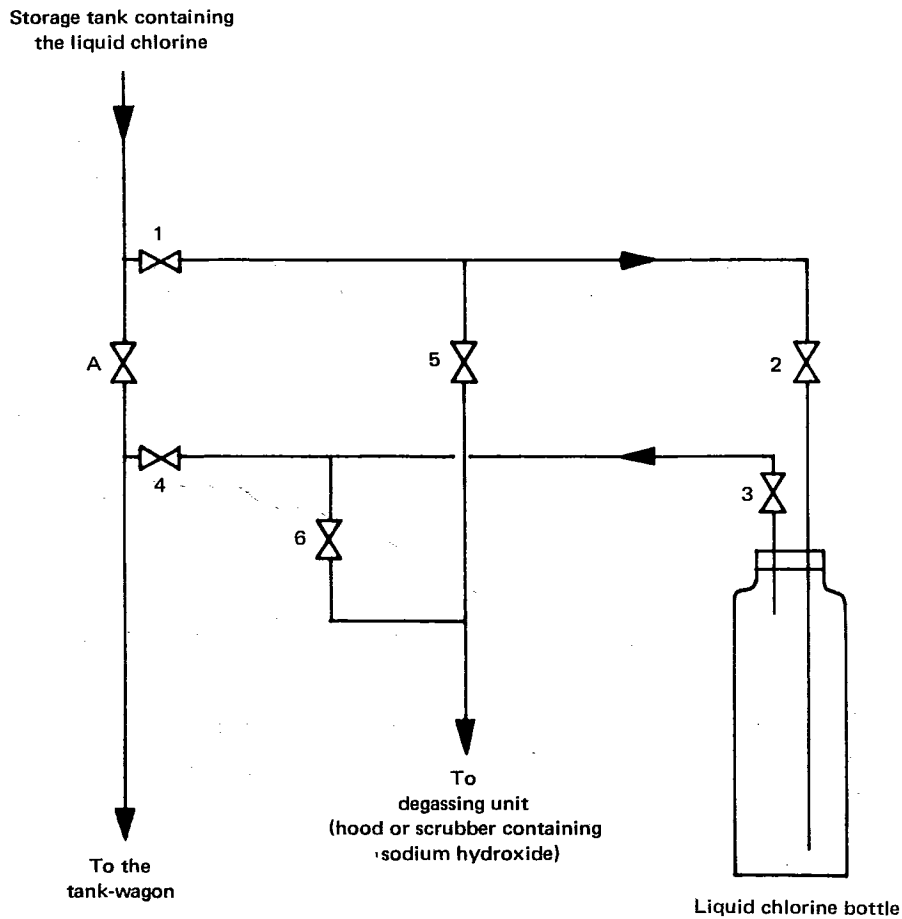 Storage tank containing
the liquid chlorine
1
A
5
2
4
3
6
To
degassing unit
(hood or scrubber containing
sodium hydroxide)
To the
tank-wagon
Liquid chlorine bottle